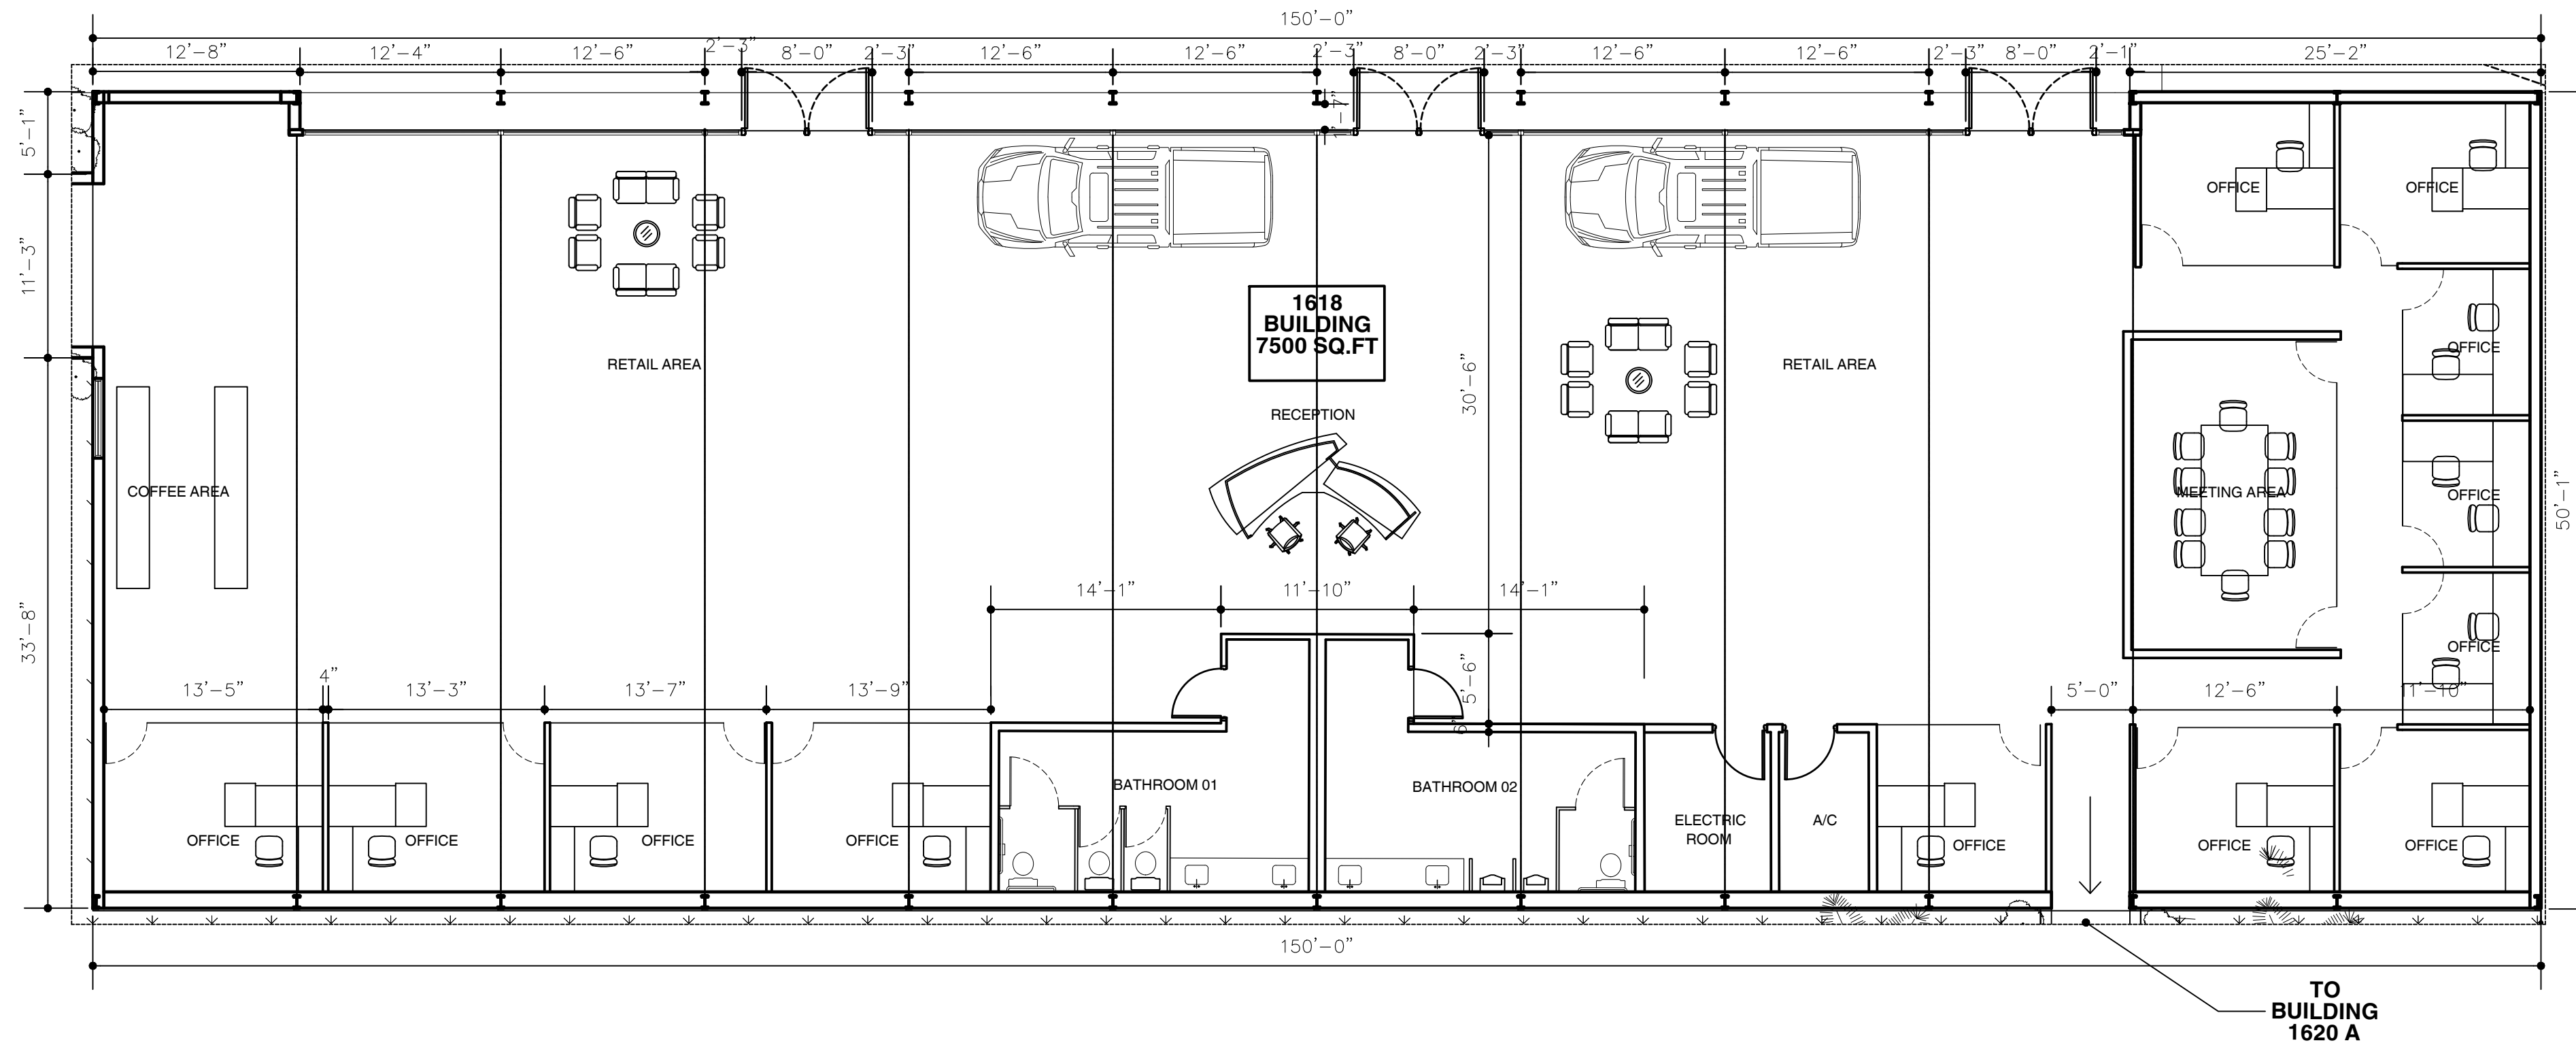 150'-0"
12'-8" 12'-4" 12'-6" 2'-3" 8'-0" 2'-3" 12'-6" 12'-6" 2'-3" 8'-0" 2'-3" 12'-6" 12'-6" 2'-3" 8'-0" 2'-1" 25'-2"
5'-1"
1'-7"
OFFICE OFFICE
11'-3"
1618
BUILDING
7500 SQ.FT
RETAIL AREA
RETAIL AREA
OFFICE
30'-6"
RECEPTION
COFFEE AREA
MEETING AREA
OFFICE
50'-1"
14'-1" 11'-10" 14'-1"
33'-8"
OFFICE
4"
13'-5" 13'-3" 13'-7" 13'-9"
5'-6"
5'-0" 12'-6" 11'-10"
6"
BATHROOM 01
BATHROOM 02
ELECTRIC
ROOM
A/C
OFFICE OFFICE OFFICE OFFICE
OFFICE OFFICE OFFICE
150'-0"
TO
BUILDING
1620 A